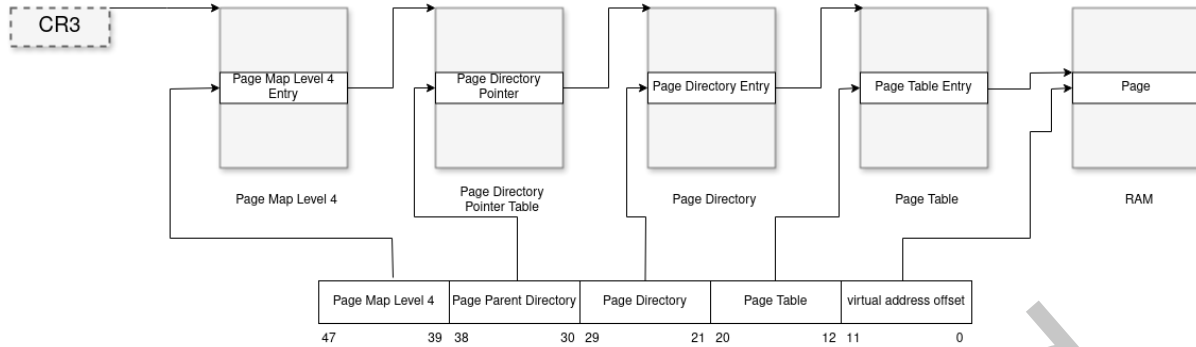 CR3
Page Map Level 4
Entry
Page Directory
Pointer
Page Directory Entry
Page Table Entry
Page
Page Map Level 4
Page Directory
Pointer Table
Page Directory
Page Table
RAM
Page Map Level 4
Page Parent Directory
Page Directory
Page Table
virtual address offset
47
39
38
30
29
21
20
12
11
0